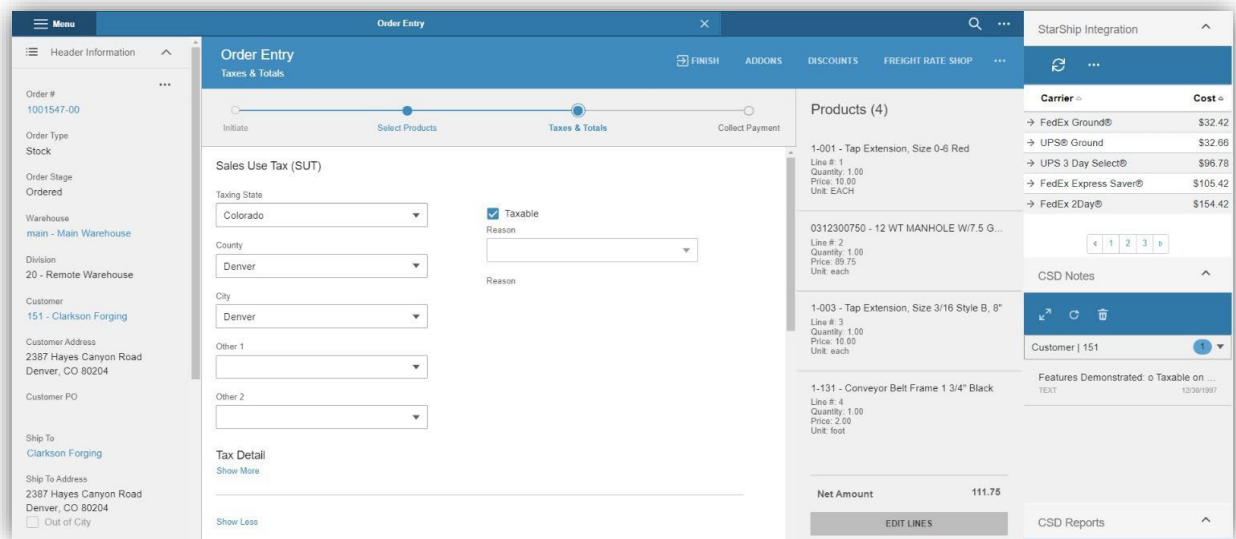 Menu
Order Entry
Header Information
Order #
1001547-00
Order Type
Stock
Order Stage
Ordered
Warehouse
main - Main Warehouse
Division
20 - Remote Warehouse
Customer
151 - Clarkson Forging
Customer Address
2387 Hayes Canyon Road
Denver, CO 80204
Customer PO
Ship To
Clarkson Forging
Ship To Address
2387 Hayes Canyon Road
Denver, CO 80204
Out of City
Order Entry
Taxes & Totals
FINISH ADDONS DISCOUNTS FREIGHT RATE SHOP
Initiate Select Products Taxes & Totals Collect Payment
Sales Use Tax (SUT)
Taxing State
Colorado
County
Denver
City
Denver
Other 1
Other 2
Taxable
Reason
Reason
Tax Detail
Show More
Show Less
Products (4)
1-001 - Tap Extension, Size 0-6 Red
Line #: 1
Quantity: 1.00
Price: 10.00
Unit: EACH
0312300750 - 12 WT MANHOLE W/7.5 G...
Line #: 2
Quantity: 1.00
Price: 89.75
Unit: each
1-003 - Tap Extension, Size 3/16 Style B, 8"
Line #: 3
Quantity: 1.00
Price: 10.00
Unit: each
1-131 - Conveyor Belt Frame 1 3/4" Black
Line #: 4
Quantity: 1.00
Price: 2.00
Unit: foot
Net Amount 111.75
EDIT LINES
StarShip Integration
Carrier Cost
FedEx Ground® $32.42
UPS® Ground $32.66
UPS 3 Day Select® $96.78
FedEx Express Saver® $105.42
FedEx 2Day® $154.42
1 2 3
CSD Notes
Customer | 151 1
Features Demonstrated: o Taxable on ...
TEXT 12/30/1997
CSD Reports